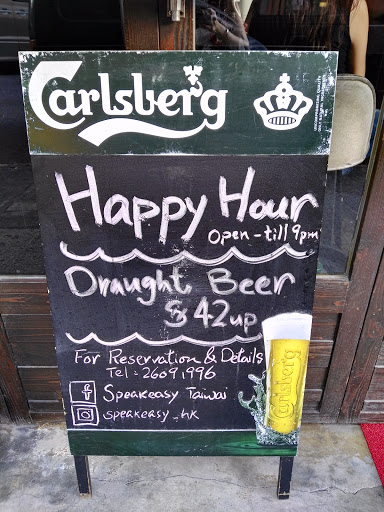 Carlsberg
Happy Hour
Open - till 9pm
Draught Beer
$42up
For Reservation & Details
Tel: 2609 1996
Speakeasy Taiwai
speakeasy_hk
Carlsberg